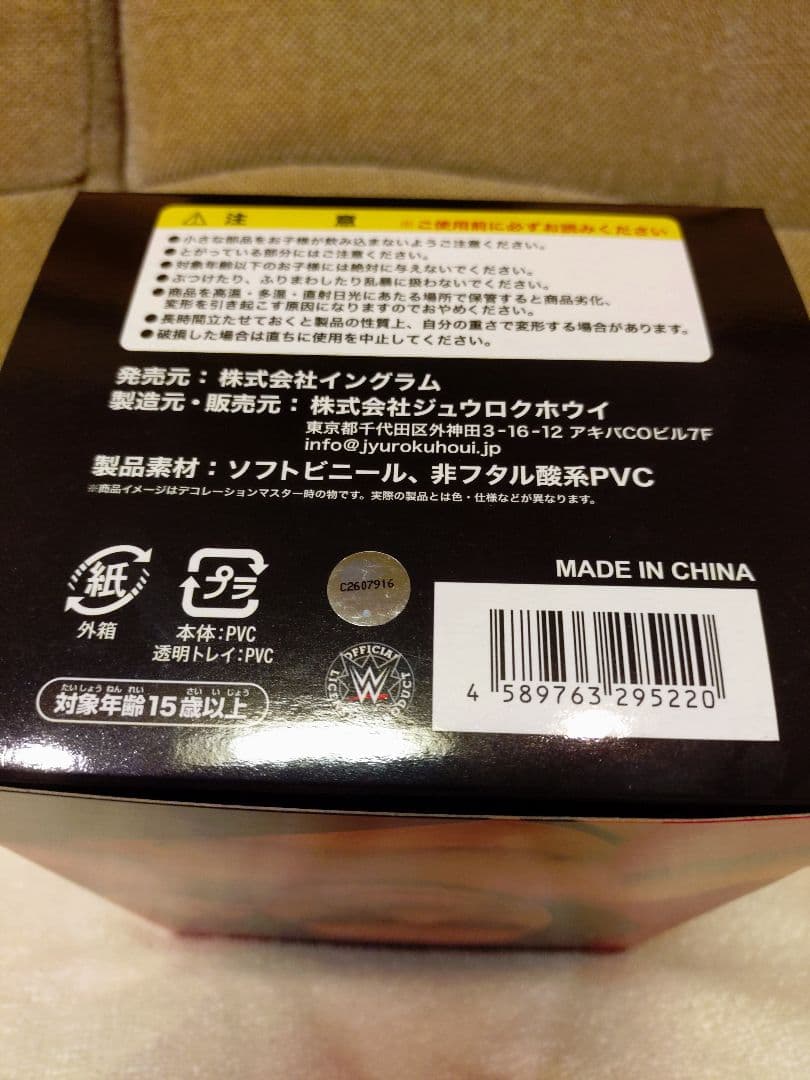 ⚠ 注 意 ※ご使用前に必ずお読みください
●小さな部品をお子様が飲み込まないようご注意ください。
●とがっている部分にはご注意ください。
●対象年齢以下のお子様には絶対に与えないでください。
●ぶつけたり、ふりまわしたり乱暴に扱わないでください。
●商品を高温・多湿・直射日光にあたる場所で保管すると商品劣化、
変形を引き起こす原因になりますのでおやめください。
●長時間立たせておくと製品の性質上、自分の重さで変形する場合があります。
●破損した場合は直ちに使用を中止してください。
発売元：株式会社イングラム
製造元・販売元：株式会社ジュウロクホウイ
東京都千代田区外神田3-16-12 アキバCOビル7F
info@jyurokuhoui.jp
製品素材：ソフトビニール、非フタル酸系PVC
※商品イメージはデコレーションマスター時の物です。実際の製品とは色・仕様などが異なります。
MADE IN CHINA
紙
外箱
プラ
本体：PVC
透明トレイ：PVC
C2607916
OFFICIAL
W
たいしょうねんれい さいいじょう
対象年齢15歳以上
4 589763 295220